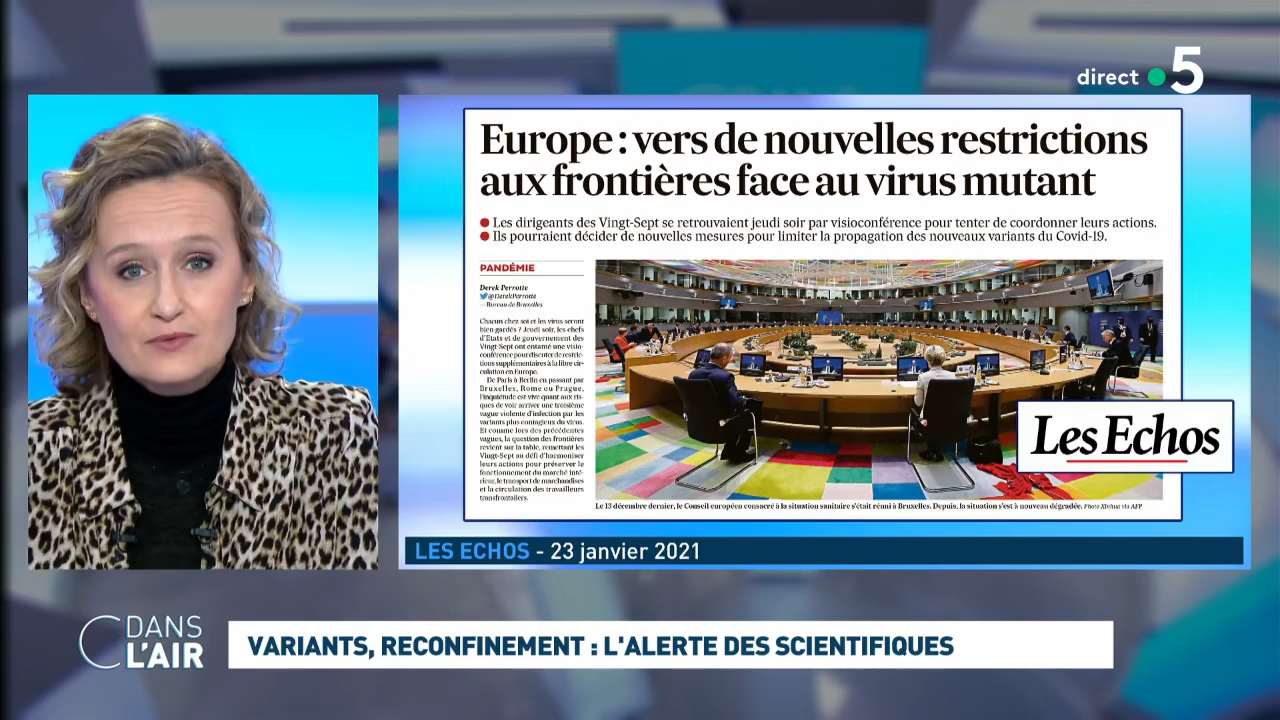 direct 5
Europe : vers de nouvelles restrictions
aux frontières face au virus mutant
Les dirigeants des Vingt-Sept se retrouvaient jeudi soir par visioconférence pour tenter de coordonner leurs actions.
Ils pourraient décider de nouvelles mesures pour limiter la propagation des nouveaux variants du Covid-19.
PANDÉMIE
Derek Perrotte
@DerekPerrotte
—Bureau de Bruxelles
Chacun chez soi et les virus seront
bien gardés ? Jeudi soir, les chefs
d'Etats et de gouvernement des
Vingt-Sept ont entamé une visio-
conférence pour discuter de restric-
tions supplémentaires à la libre cir-
culation en Europe.
De Paris à Berlin en passant par
Bruxelles, Rome ou Prague,
l'inquiétude est vive quant aux ris-
ques de voir arriver une troisième
vague violente d'infection par les
variants plus contagieux du virus.
Et comme lors des précédentes
vagues, la question des frontières
revient sur la table, remettant les
Vingt-Sept au défi d'harmoniser
leurs actions pour préserver le
fonctionnement du marché inté-
rieur, le transport de marchandises
et la circulation des travailleurs
transfrontaliers.
Le 13 décembre dernier, le Conseil européen consacré à la situation sanitaire s'était réuni à Bruxelles. Depuis, la situation s'est à nouveau dégradée. Photo Xinhua via AFP
Les Echos
LES ECHOS - 23 janvier 2021
C DANS
L'AIR
VARIANTS, RECONFINEMENT : L'ALERTE DES SCIENTIFIQUES